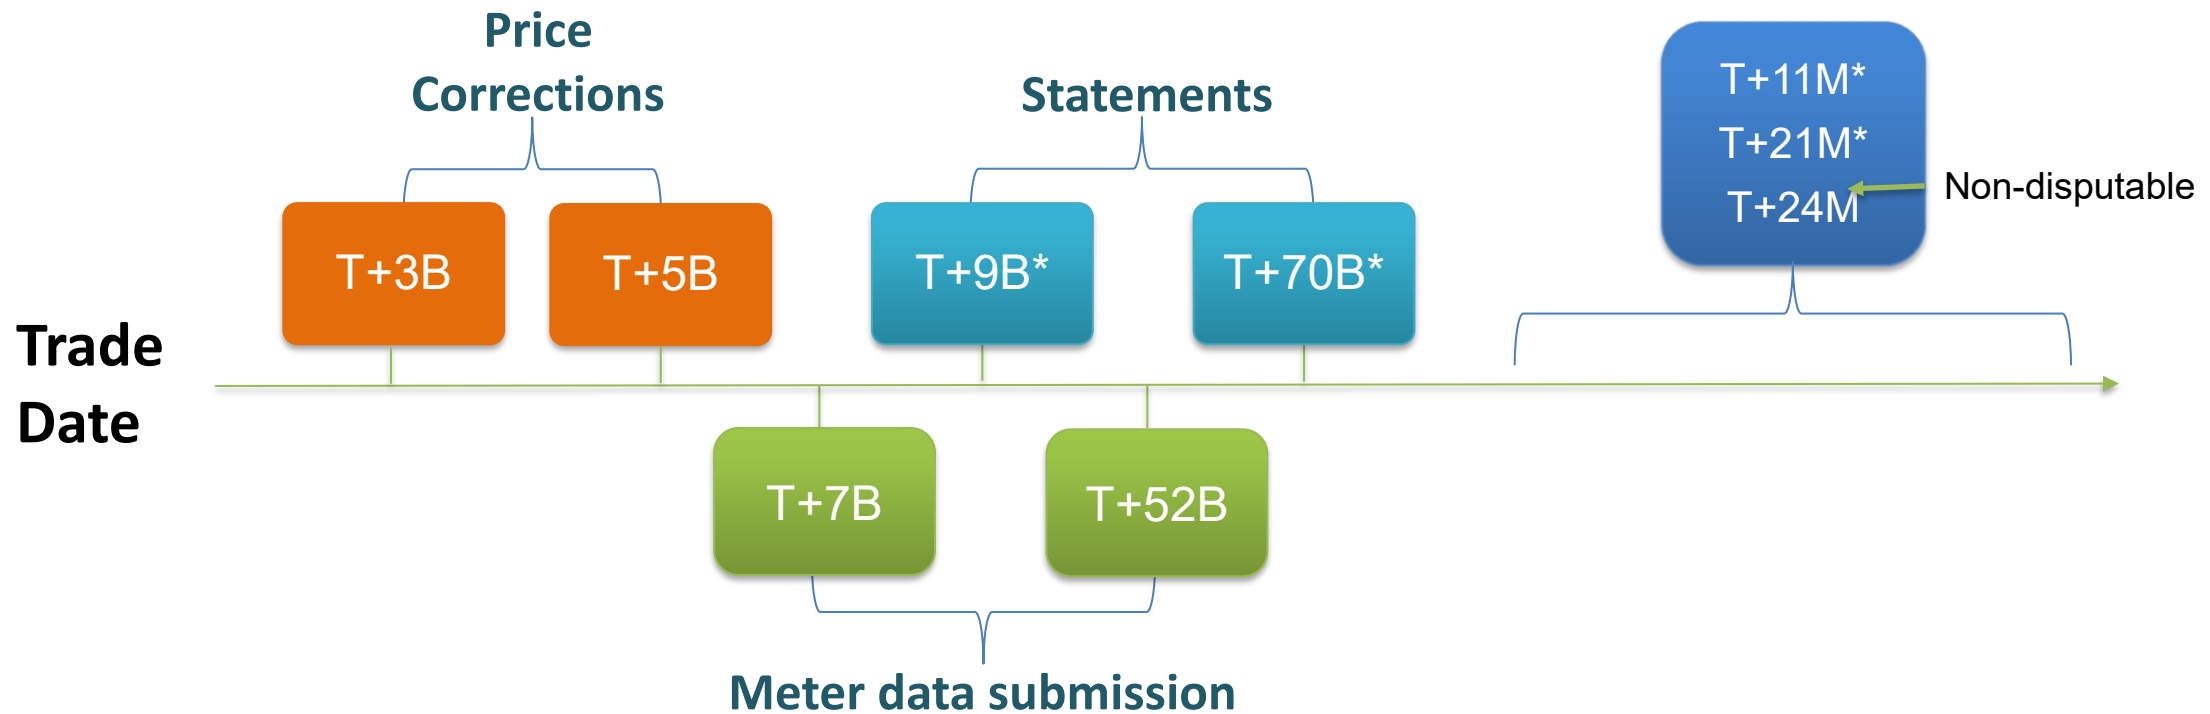 Price
Corrections
Statements
T+11M*
T+21M*
T+24M
Non-disputable
T+3B
T+5B
T+9B*
T+70B*
Trade
Date
T+7B
T+52B
Meter data submission